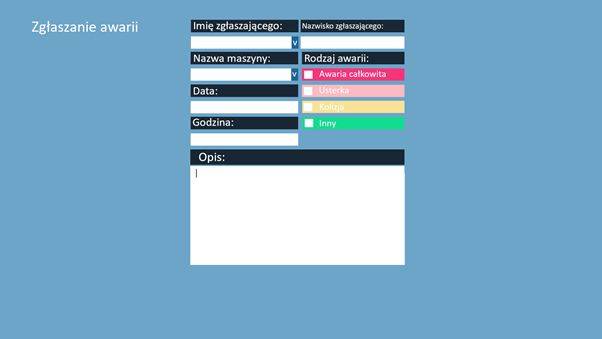 Zgłaszanie awarii
Imię zgłaszającego:
Nazwisko zgłaszającego:
v
Nazwa maszyny:
Rodzaj awarii:
v
Awaria całkowita
Data:
Usterka
Kolizja
Godzina:
Inny
Opis: